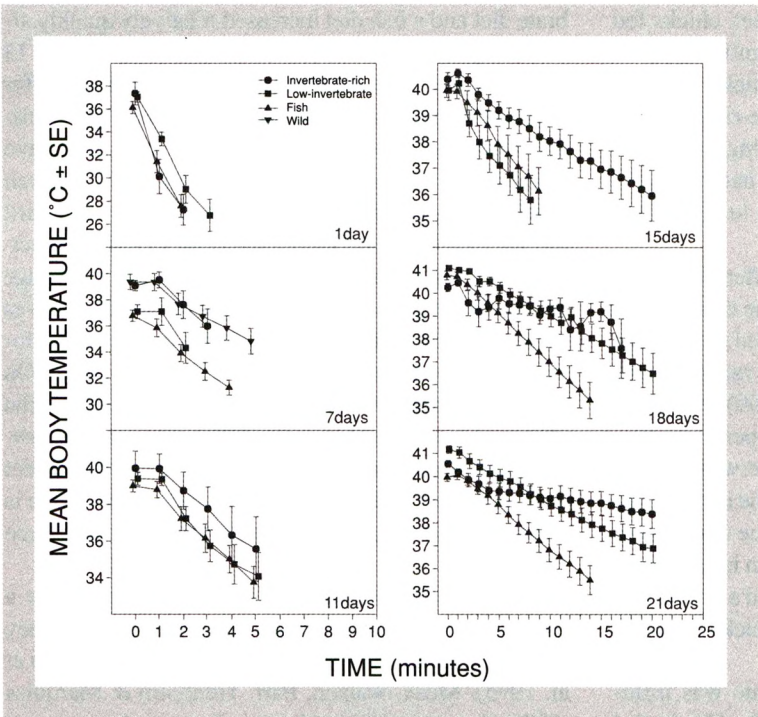 MEAN BODY TEMPERATURE (°C ± SE)
Invertebrate-rich
Low-invertebrate
Fish
Wild
38
36
34
32
30
28
26
1day
40
38
36
34
32
30
7days
40
38
36
34
11days
0 1 2 3 4 5 6 7 8 9 10
40
39
38
37
36
35
15days
41
40
39
38
37
36
35
18days
41
40
39
38
37
36
35
21days
0 5 10 15 20 25
TIME (minutes)